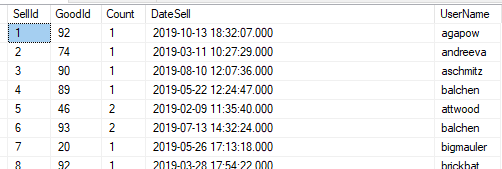 SellId GoodId Count DateSell UserName
1 92 1 2019-10-13 18:32:07.000 agapow
2 74 1 2019-03-11 10:27:29.000 andreeva
3 90 1 2019-08-10 12:07:36.000 aschmitz
4 89 1 2019-05-22 12:24:47.000 balchen
5 46 2 2019-02-09 11:35:40.000 attwood
6 93 2 2019-07-13 14:32:24.000 balchen
7 20 1 2019-05-26 17:13:18.000 bigmauler
8 92 1 2019-03-28 17:54:22.000 brickbat